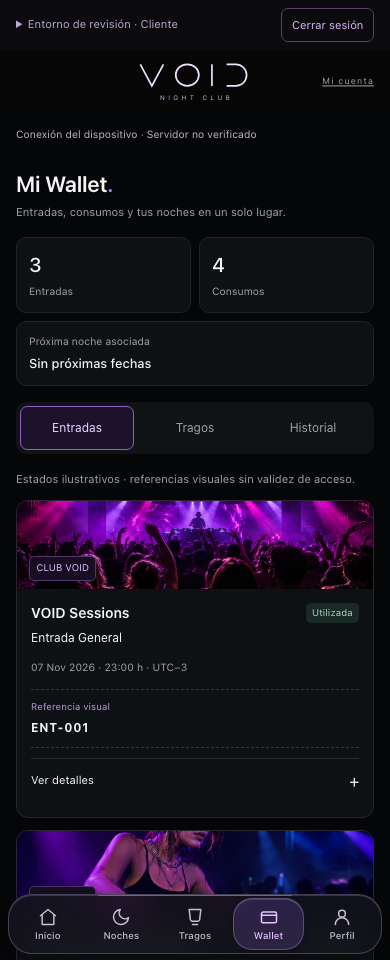 ▶ Entorno de revisión · Cliente
Cerrar sesión
VOID
NIGHT CLUB
Mi cuenta
Conexión del dispositivo · Servidor no verificado
Mi Wallet.
Entradas, consumos y tus noches en un solo lugar.
3
Entradas
4
Consumos
Próxima noche asociada
Sin próximas fechas
Entradas
Tragos
Historial
Estados ilustrativos · referencias visuales sin validez de acceso.
CLUB VOID
VOID Sessions
Utilizada
Entrada General
07 Nov 2026 · 23:00 h · UTC−3
Referencia visual
ENT-001
Ver detalles
+
Inicio
Noches
Tragos
Wallet
Perfil